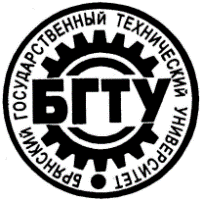 БРЯНСКИЙ ГОСУДАРСТВЕННЫЙ ТЕХНИЧЕСКИЙ УНИВЕРСИТЕТ
БГТУ